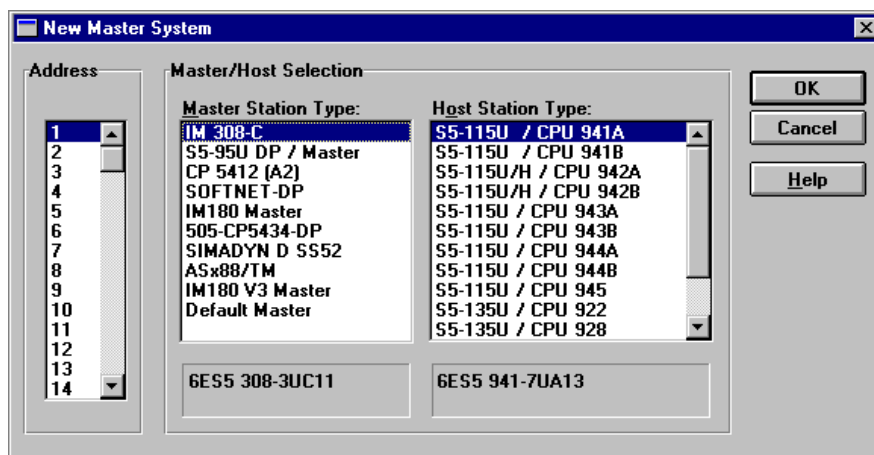 New Master System
Address
1
2
3
4
5
6
7
8
9
10
11
12
13
14
Master/Host Selection
Master Station Type:
IM 308-C
S5-95U DP / Master
CP 5412 (A2)
SOFTNET-DP
IM180 Master
505-CP5434-DP
SIMADYN D SS52
ASx88/TM
IM180 V3 Master
Default Master
6ES5 308-3UC11
Host Station Type:
S5-115U / CPU 941A
S5-115U / CPU 941B
S5-115U/H / CPU 942A
S5-115U/H / CPU 942B
S5-115U / CPU 943A
S5-115U / CPU 943B
S5-115U / CPU 944A
S5-115U / CPU 944B
S5-115U / CPU 945
S5-135U / CPU 922
S5-135U / CPU 928
6ES5 941-7UA13
OK
Cancel
Help